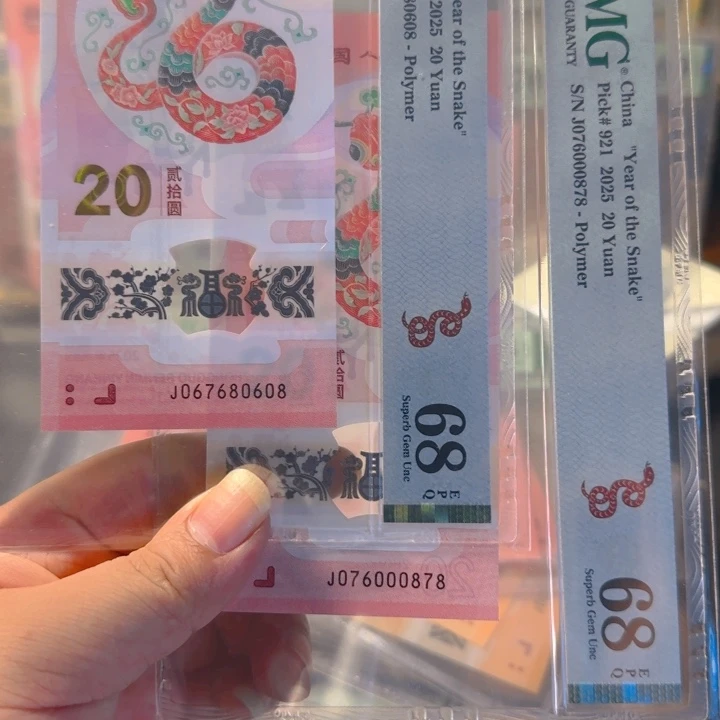 20
贰拾圆
福
J067680608
福
J076000878
Year of the Snake"
2025 20 Yuan
80608 - Polymer
68
EPQ
Superb Gem Unc
MG®
GUARANTY
China "Year of the Snake"
Pick# 921 2025 20 Yuan
S/N J076000878 - Polymer
68
EPQ
Superb Gem Unc